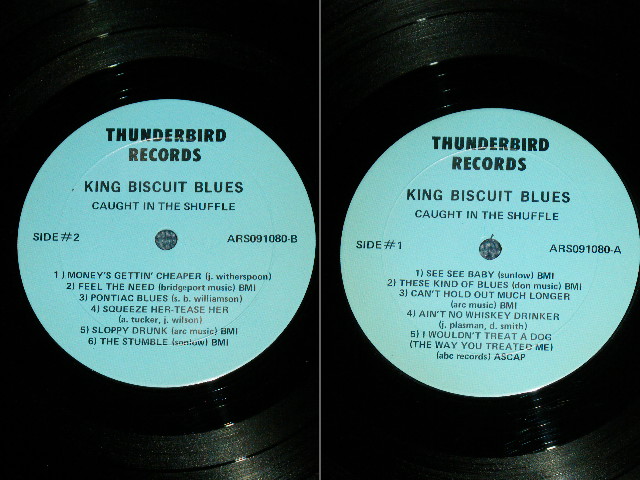 THUNDERBIRD
RECORDS
KING BISCUIT BLUES
CAUGHT IN THE SHUFFLE
SIDE #2 ARS091080-B
1) MONEY'S GETTIN' CHEAPER (j. witherspoon)
2) FEEL THE NEED (bridgeport music) BMI
3) PONTIAC BLUES (s. b. williamson)
4) SQUEEZE HER-TEASE HER
(a. tucker, j. wilson)
5) SLOPPY DRUNK (arc music) BMI
6) THE STUMBLE (sonlow) BMI
THUNDERBIRD
RECORDS
KING BISCUIT BLUES
CAUGHT IN THE SHUFFLE
SIDE #1 ARS091080-A
1) SEE SEE BABY (sunlow) BMI
2) THESE KIND OF BLUES (don music) BMI
3) CAN'T HOLD OUT MUCH LONGER
(arc music) BMI
4) AIN'T NO WHISKEY DRINKER
(j. plasman, d. smith)
5) I WOULDN'T TREAT A DOG
(THE WAY YOU TREATED ME)
(abc records) ASCAP